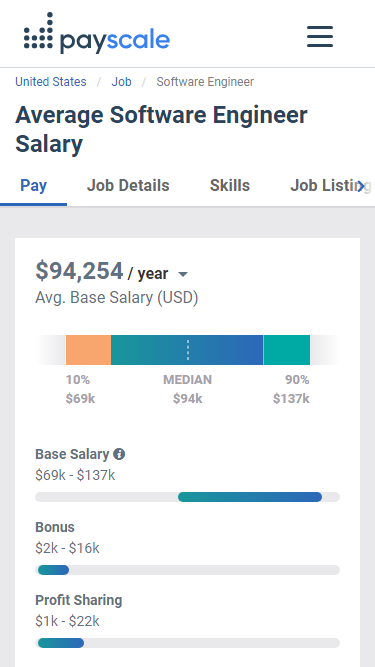 payscale
United States / Job / Software Engineer
Average Software Engineer
Salary
Pay Job Details Skills Job Listing
$94,254 / year
Avg. Base Salary (USD)
10% MEDIAN 90%
$69k $94k $137k
Base Salary
$69k - $137k
Bonus
$2k - $16k
Profit Sharing
$1k - $22k